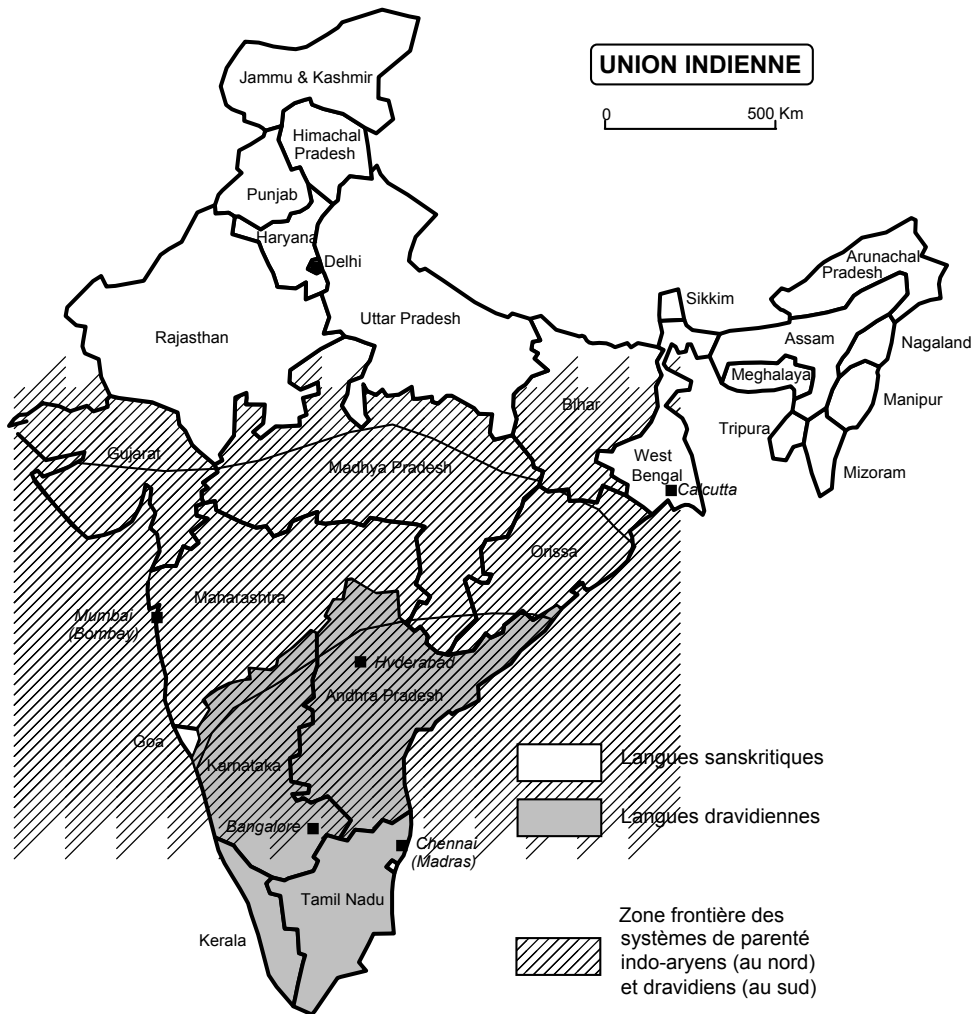 UNION INDIENNE
0 500 Km
Jammu & Kashmir
Himachal
Pradesh
Punjab
Haryana
Delhi
Rajasthan
Uttar Pradesh
Sikkim
Arunachal
Pradesh
Assam
Nagaland
Meghalaya
Manipur
Tripura
Mizoram
Bihar
West
Bengal
Calcutta
Gujarat
Madhya Pradesh
Orissa
Maharashtra
Mumbai
(Bombay)
Hyderabad
Andhra Pradesh
Goa
Karnataka
Bangalore
Chennai
(Madras)
Tamil Nadu
Kerala
Langues sanskritiques
Langues dravidiennes
Zone frontière des
systèmes de parenté
indo-aryens (au nord)
et dravidiens (au sud)